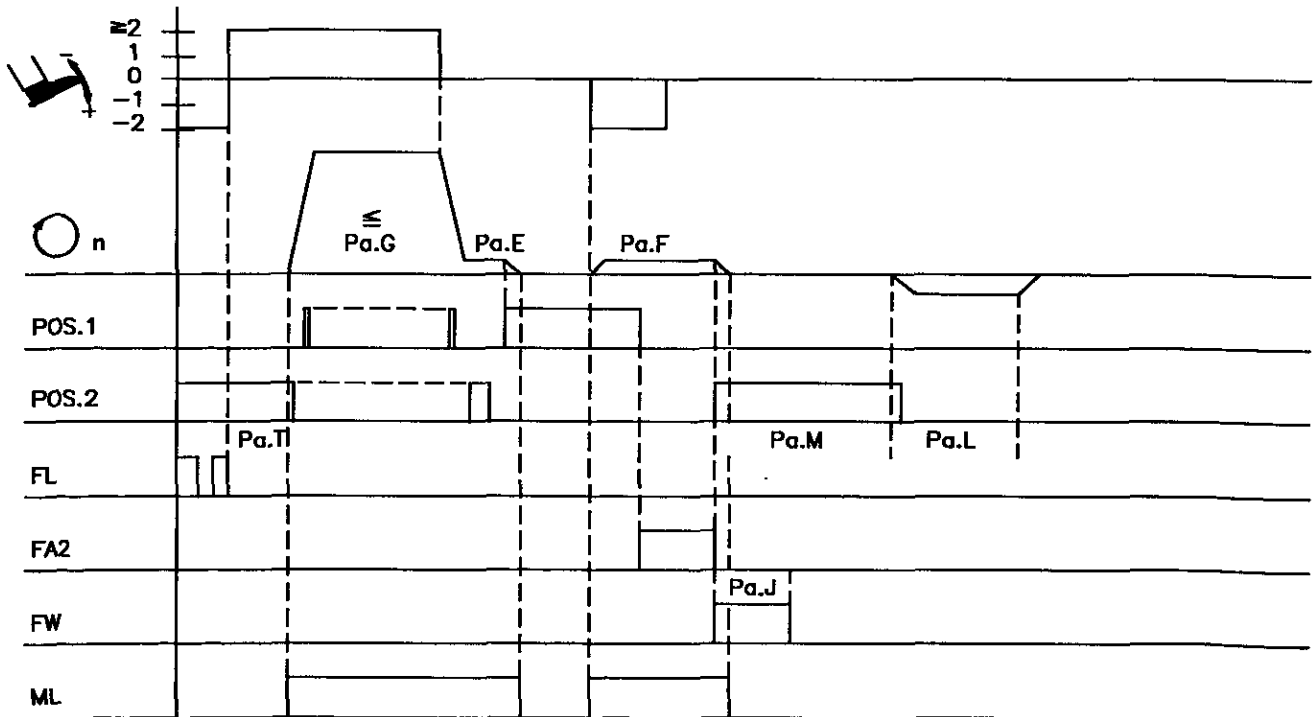 ≧2
1
0
-1
-2
-
+
n
≦
Pa.G
Pa.E
Pa.F
POS.1
POS.2
Pa.T
Pa.M
Pa.L
FL
FA2
Pa.J
FW
ML